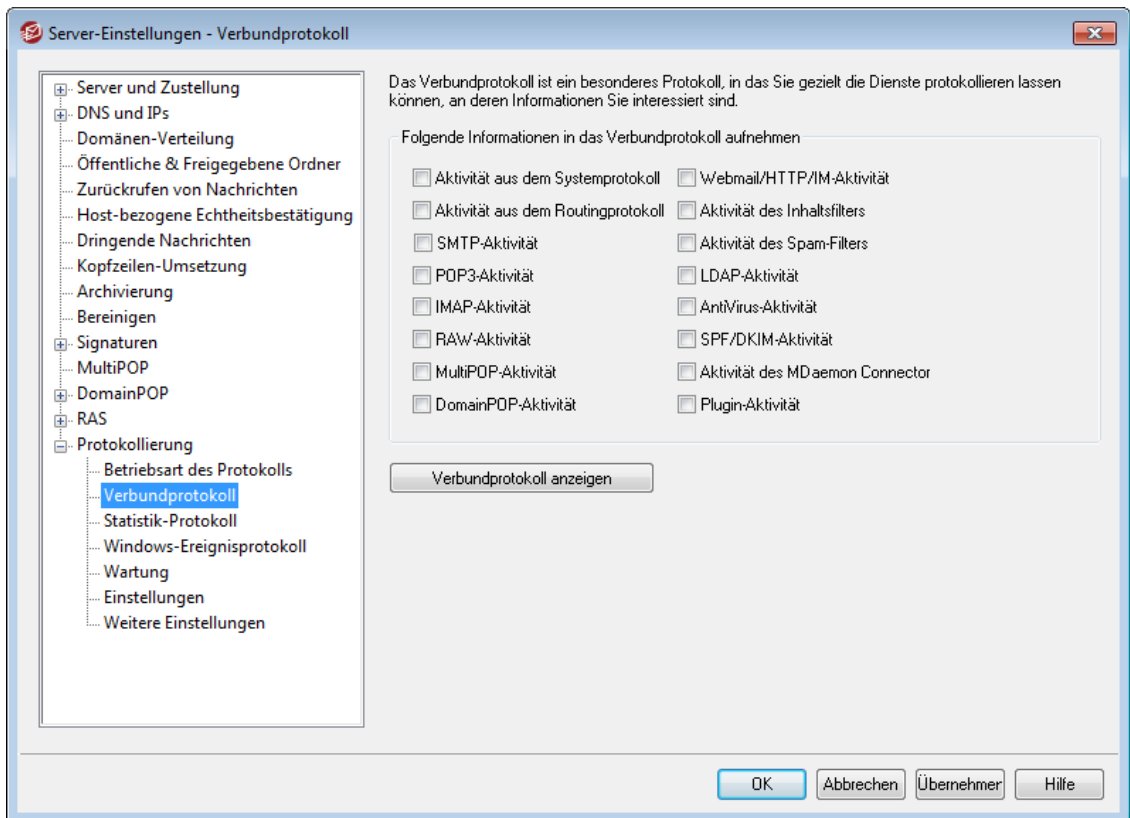 Server-Einstellungen - Verbundprotokoll
Server und Zustellung
DNS und IPs
Domänen-Verteilung
Öffentliche & Freigegebene Ordner
Zurückrufen von Nachrichten
Host-bezogene Echtheitsbestätigung
Dringende Nachrichten
Kopfzeilen-Umsetzung
Archivierung
Bereinigen
Signaturen
MultiPOP
DomainPOP
RAS
Protokollierung
Betriebsart des Protokolls
Verbundprotokoll
Statistik-Protokoll
Windows-Ereignisprotokoll
Wartung
Einstellungen
Weitere Einstellungen
Das Verbundprotokoll ist ein besonderes Protokoll, in das Sie gezielt die Dienste protokollieren lassen
können, an deren Informationen Sie interessiert sind.
Folgende Informationen in das Verbundprotokoll aufnehmen
Aktivität aus dem Systemprotokoll
Aktivität aus dem Routingprotokoll
SMTP-Aktivität
POP3-Aktivität
IMAP-Aktivität
RAW-Aktivität
MultiPOP-Aktivität
DomainPOP-Aktivität
Webmail/HTTP/IM-Aktivität
Aktivität des Inhaltsfilters
Aktivität des Spam-Filters
LDAP-Aktivität
AntiVirus-Aktivität
SPF/DKIM-Aktivität
Aktivität des MDaemon Connector
Plugin-Aktivität
Verbundprotokoll anzeigen
OK
Abbrechen
Übernehmer
Hilfe